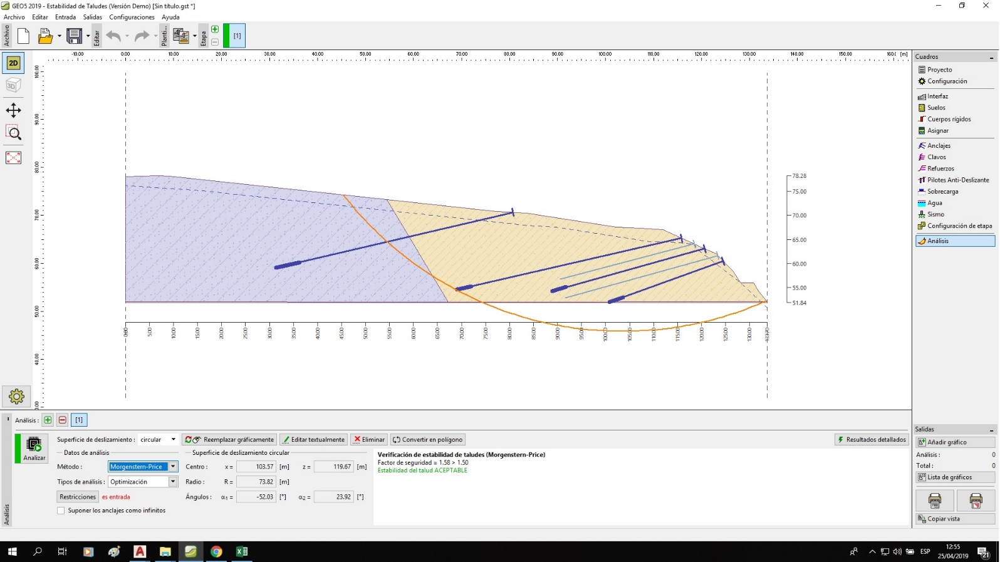 GEO5 2019 - Estabilidad de Taludes (Versión Demo) [Sin título.gst *]
Archivo Editar Entrada Salidas Configuraciones Ayuda
Archivo Editar Planti... Etapa [1]
2D -10.00 0.00 10.00 20.00 30.00 40.00 50.00 60.00 70.00 80.00 90.00 100.00 110.00 120.00 130.00 140.00 150.00 160.( [m]
3D
100.00
90.00
80.00
70.00
60.00
50.00
40.00
78.28
75.00
70.00
65.00
60.00
55.00
51.84
0.00 5.00 10.00 15.00 20.00 25.00 30.00 35.00 40.00 45.00 50.00 55.00 60.00 65.00 70.00 75.00 80.00 85.00 90.00 95.00 100.00 105.00 110.00 115.00 120.00 125.00 130.00 133.70
Cuadros
Proyecto
Configuración
Interfaz
Suelos
Cuerpos rígidos
Asignar
Anclajes
Clavos
Refuerzos
Pilotes Anti-Deslizante
Sobrecarga
Agua
Sismo
Configuración de etapa
Análisis
Análisis : [1]
Análisis
Analizar
Superficie de deslizamiento : circular Reemplazar gráficamente Editar textualmente Eliminar Convertir en polígono Resultados detallados
Datos de análisis Superficie de deslizamiento circular
Método : Morgenstern-Price Centro : x = 103.57 [m] z = 119.67 [m]
Tipos de análisis : Optimización Radio : R = 73.82 [m]
Restricciones es entrada Ángulos : α1 = -52.03 [°] α2 = 23.92 [°]
Suponer los anclajes como infinitos
Verificación de estabilidad de taludes (Morgenstern-Price)
Factor de seguridad = 1.58 > 1.50
Estabilidad del talud ACEPTABLE
Salidas
Añadir gráfico
Análisis : 0
Total : 0
Lista de gráficos
Copiar vista
ESP
12:55
25/04/2019
21